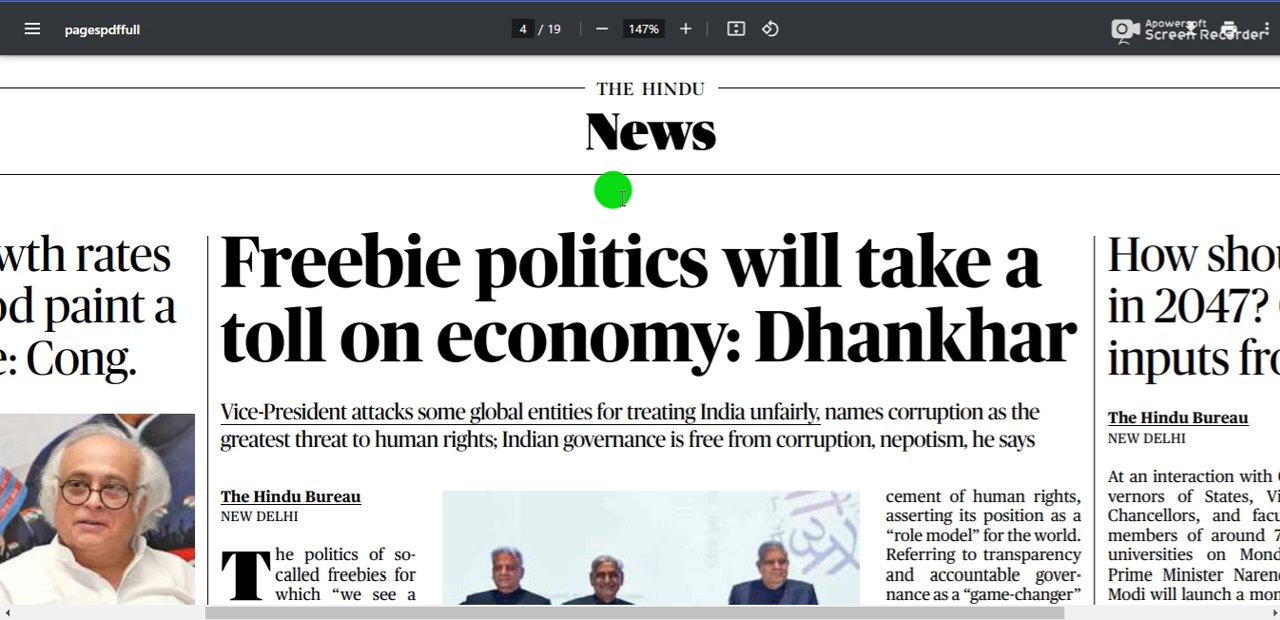 pagespdffull
4 / 19
147%
Apowersoft
Screen Recorder
THE HINDU
News
wth rates
od paint a
e: Cong.
Freebie politics will take a
toll on economy: Dhankhar
Vice-President attacks some global entities for treating India unfairly, names corruption as the
greatest threat to human rights; Indian governance is free from corruption, nepotism, he says
The Hindu Bureau
NEW DELHI
The politics of so-
called freebies for
which “we see a
cement of human rights,
asserting its position as a
“role model” for the world.
Referring to transparency
and accountable gover-
nance as a “game-changer”
How shou
in 2047?
inputs fro
The Hindu Bureau
NEW DELHI
At an interaction with
vernors of States, Vi
Chancellors, and facu
members of around 7
universities on Mond
Prime Minister Naren
Modi will launch a mon